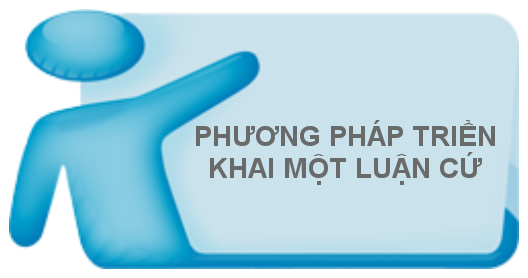 PHƯƠNG PHÁP TRIỂN
KHAI MỘT LUẬN CỨ